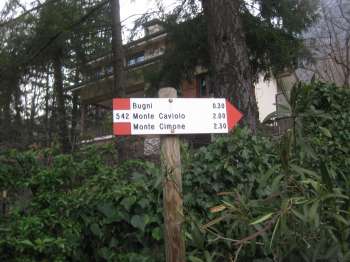 Bugni 0.30
542 Monte Caviolo 2.00
Monte Cimone 2.30